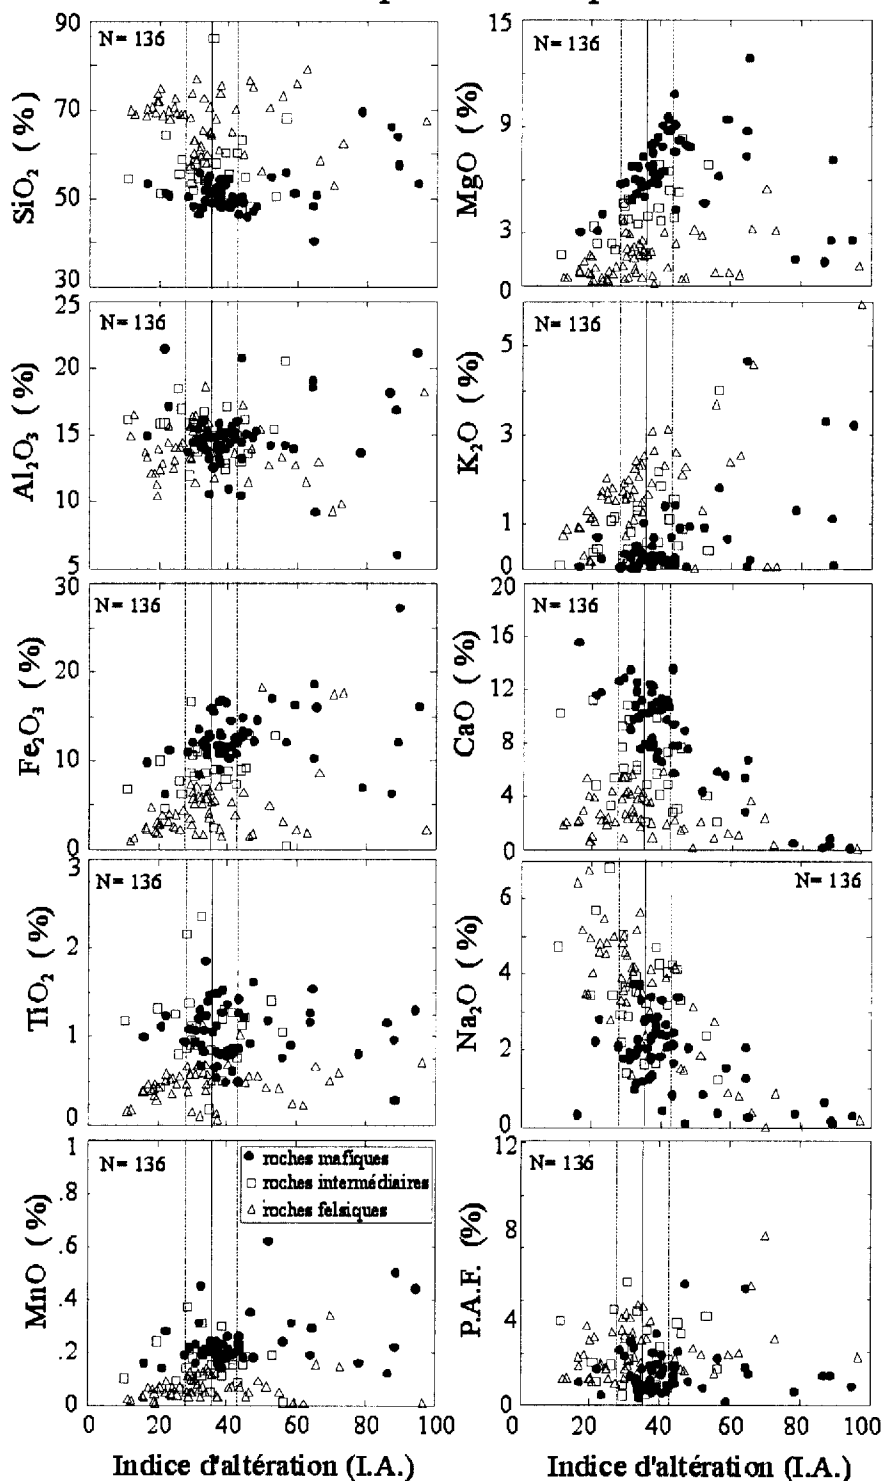 90
70
50
30
SiO₂ (%)
N= 136
15
9
3
0
MgO (%)
N= 136
25
20
15
10
5
Al₂O₃ (%)
N= 136
5
3
1
0
K₂O (%)
N= 136
30
20
10
0
Fe₂O₃ (%)
N= 136
20
16
12
8
4
0
CaO (%)
N= 136
3
2
1
0
TiO₂ (%)
N= 136
6
4
2
0
Na₂O (%)
N= 136
1
.8
.6
.4
.2
0
MnO (%)
N= 136
roches mafiques
roches intermédiaires
roches felsiques
12
8
4
0
P.A.F. (%)
N= 136
0 20 40 60 80 100
0 20 40 60 80 100
Indice d'altération (I.A.)
Indice d'altération (I.A.)